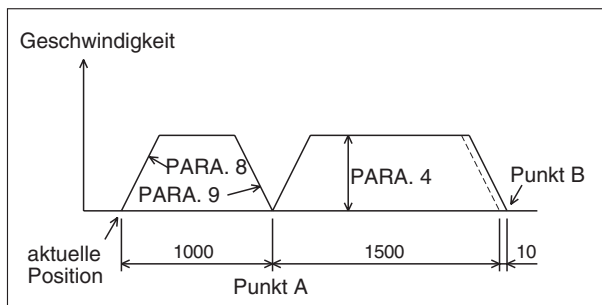 Geschwindigkeit
PARA. 8
PARA. 9
PARA. 4
Punkt B
aktuelle
Position
1000
1500
10
Punkt A